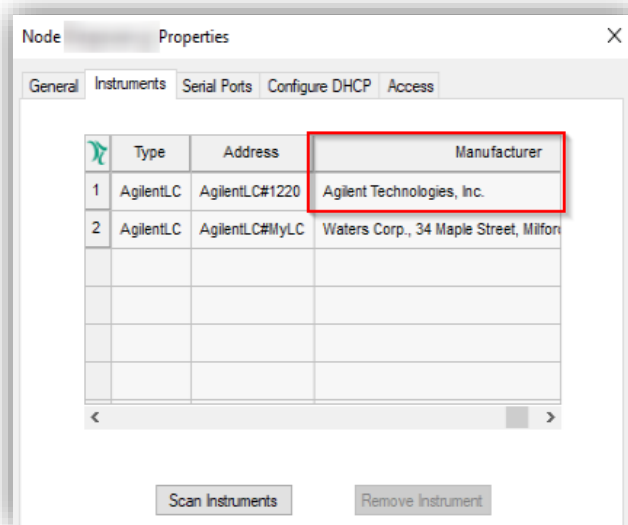 Node Properties
General Instruments Serial Ports Configure DHCP Access
Type Address Manufacturer
1 AgilentLC AgilentLC#1220 Agilent Technologies, Inc.
2 AgilentLC AgilentLC#MyLC Waters Corp., 34 Maple Street,
Scan Instruments Remove Instrument